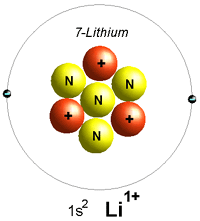 7-Lithium
+
N N
N
+ +
N
1s² Li¹⁺